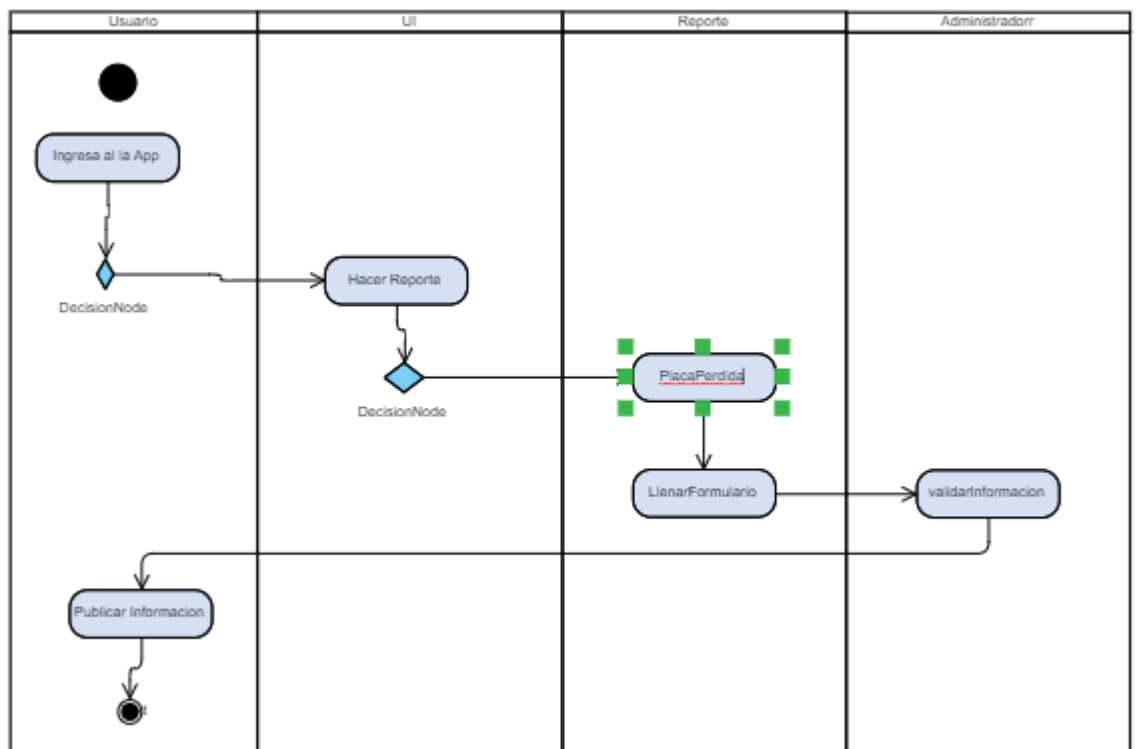 Usuario
UI
Reporte
Administradorr
Ingresa al la App
DecisionNode
Hacer Reporte
DecisionNode
PlacaPerdida
LlenarFormulario
validarInformacion
Publicar Informacion